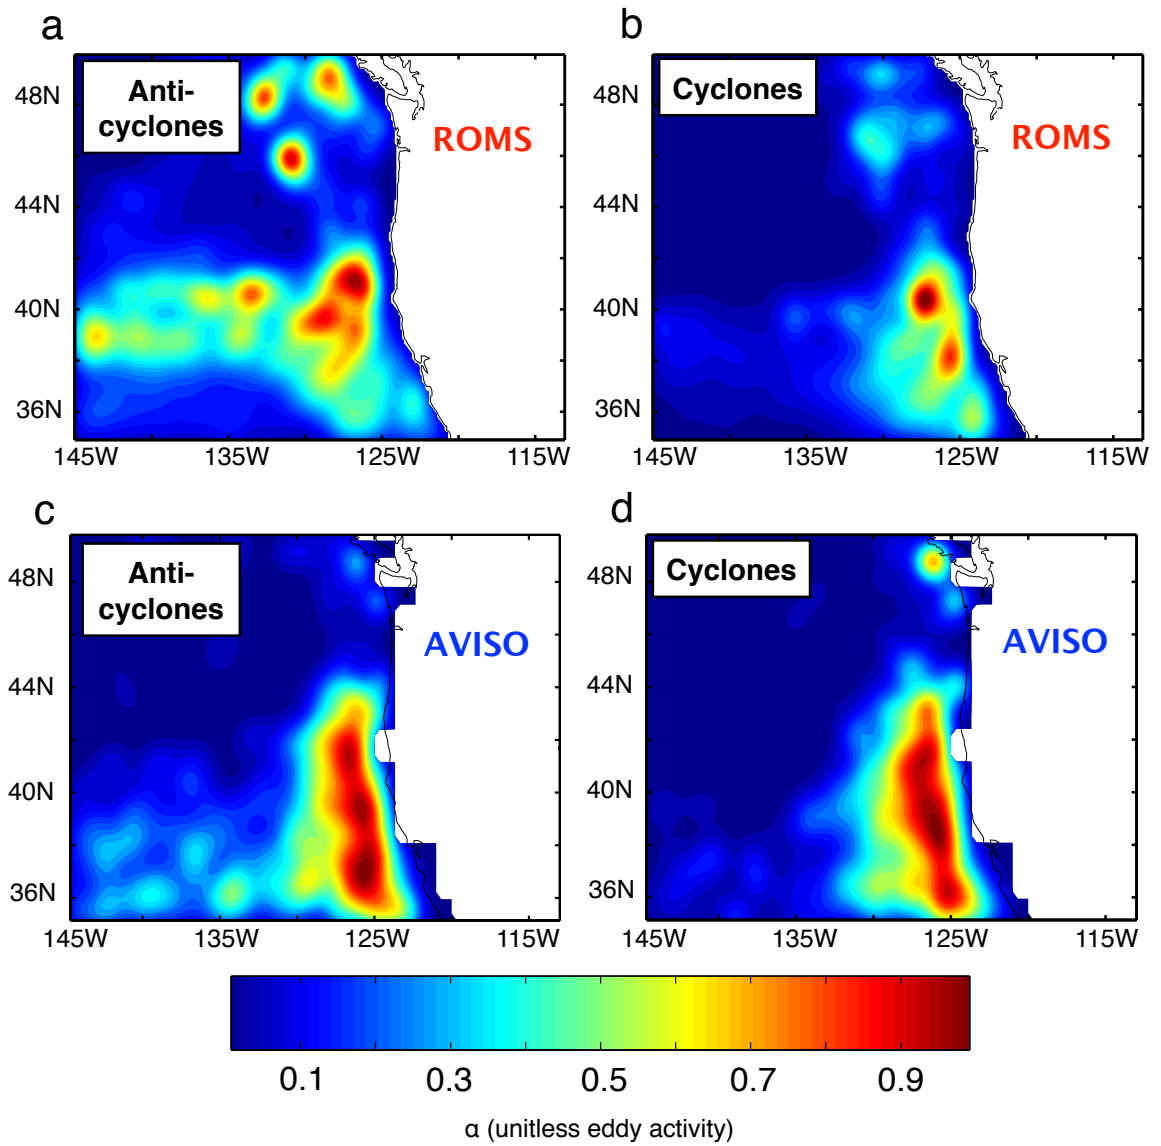 a
b
Anti-
cyclones
ROMS
Cyclones
ROMS
48N
44N
40N
36N
145W 135W 125W 115W
48N
44N
40N
36N
145W 135W 125W 115W
c
d
Anti-
cyclones
AVISO
Cyclones
AVISO
48N
44N
40N
36N
145W 135W 125W 115W
48N
44N
40N
36N
145W 135W 125W 115W
0.1 0.3 0.5 0.7 0.9
α (unitless eddy activity)